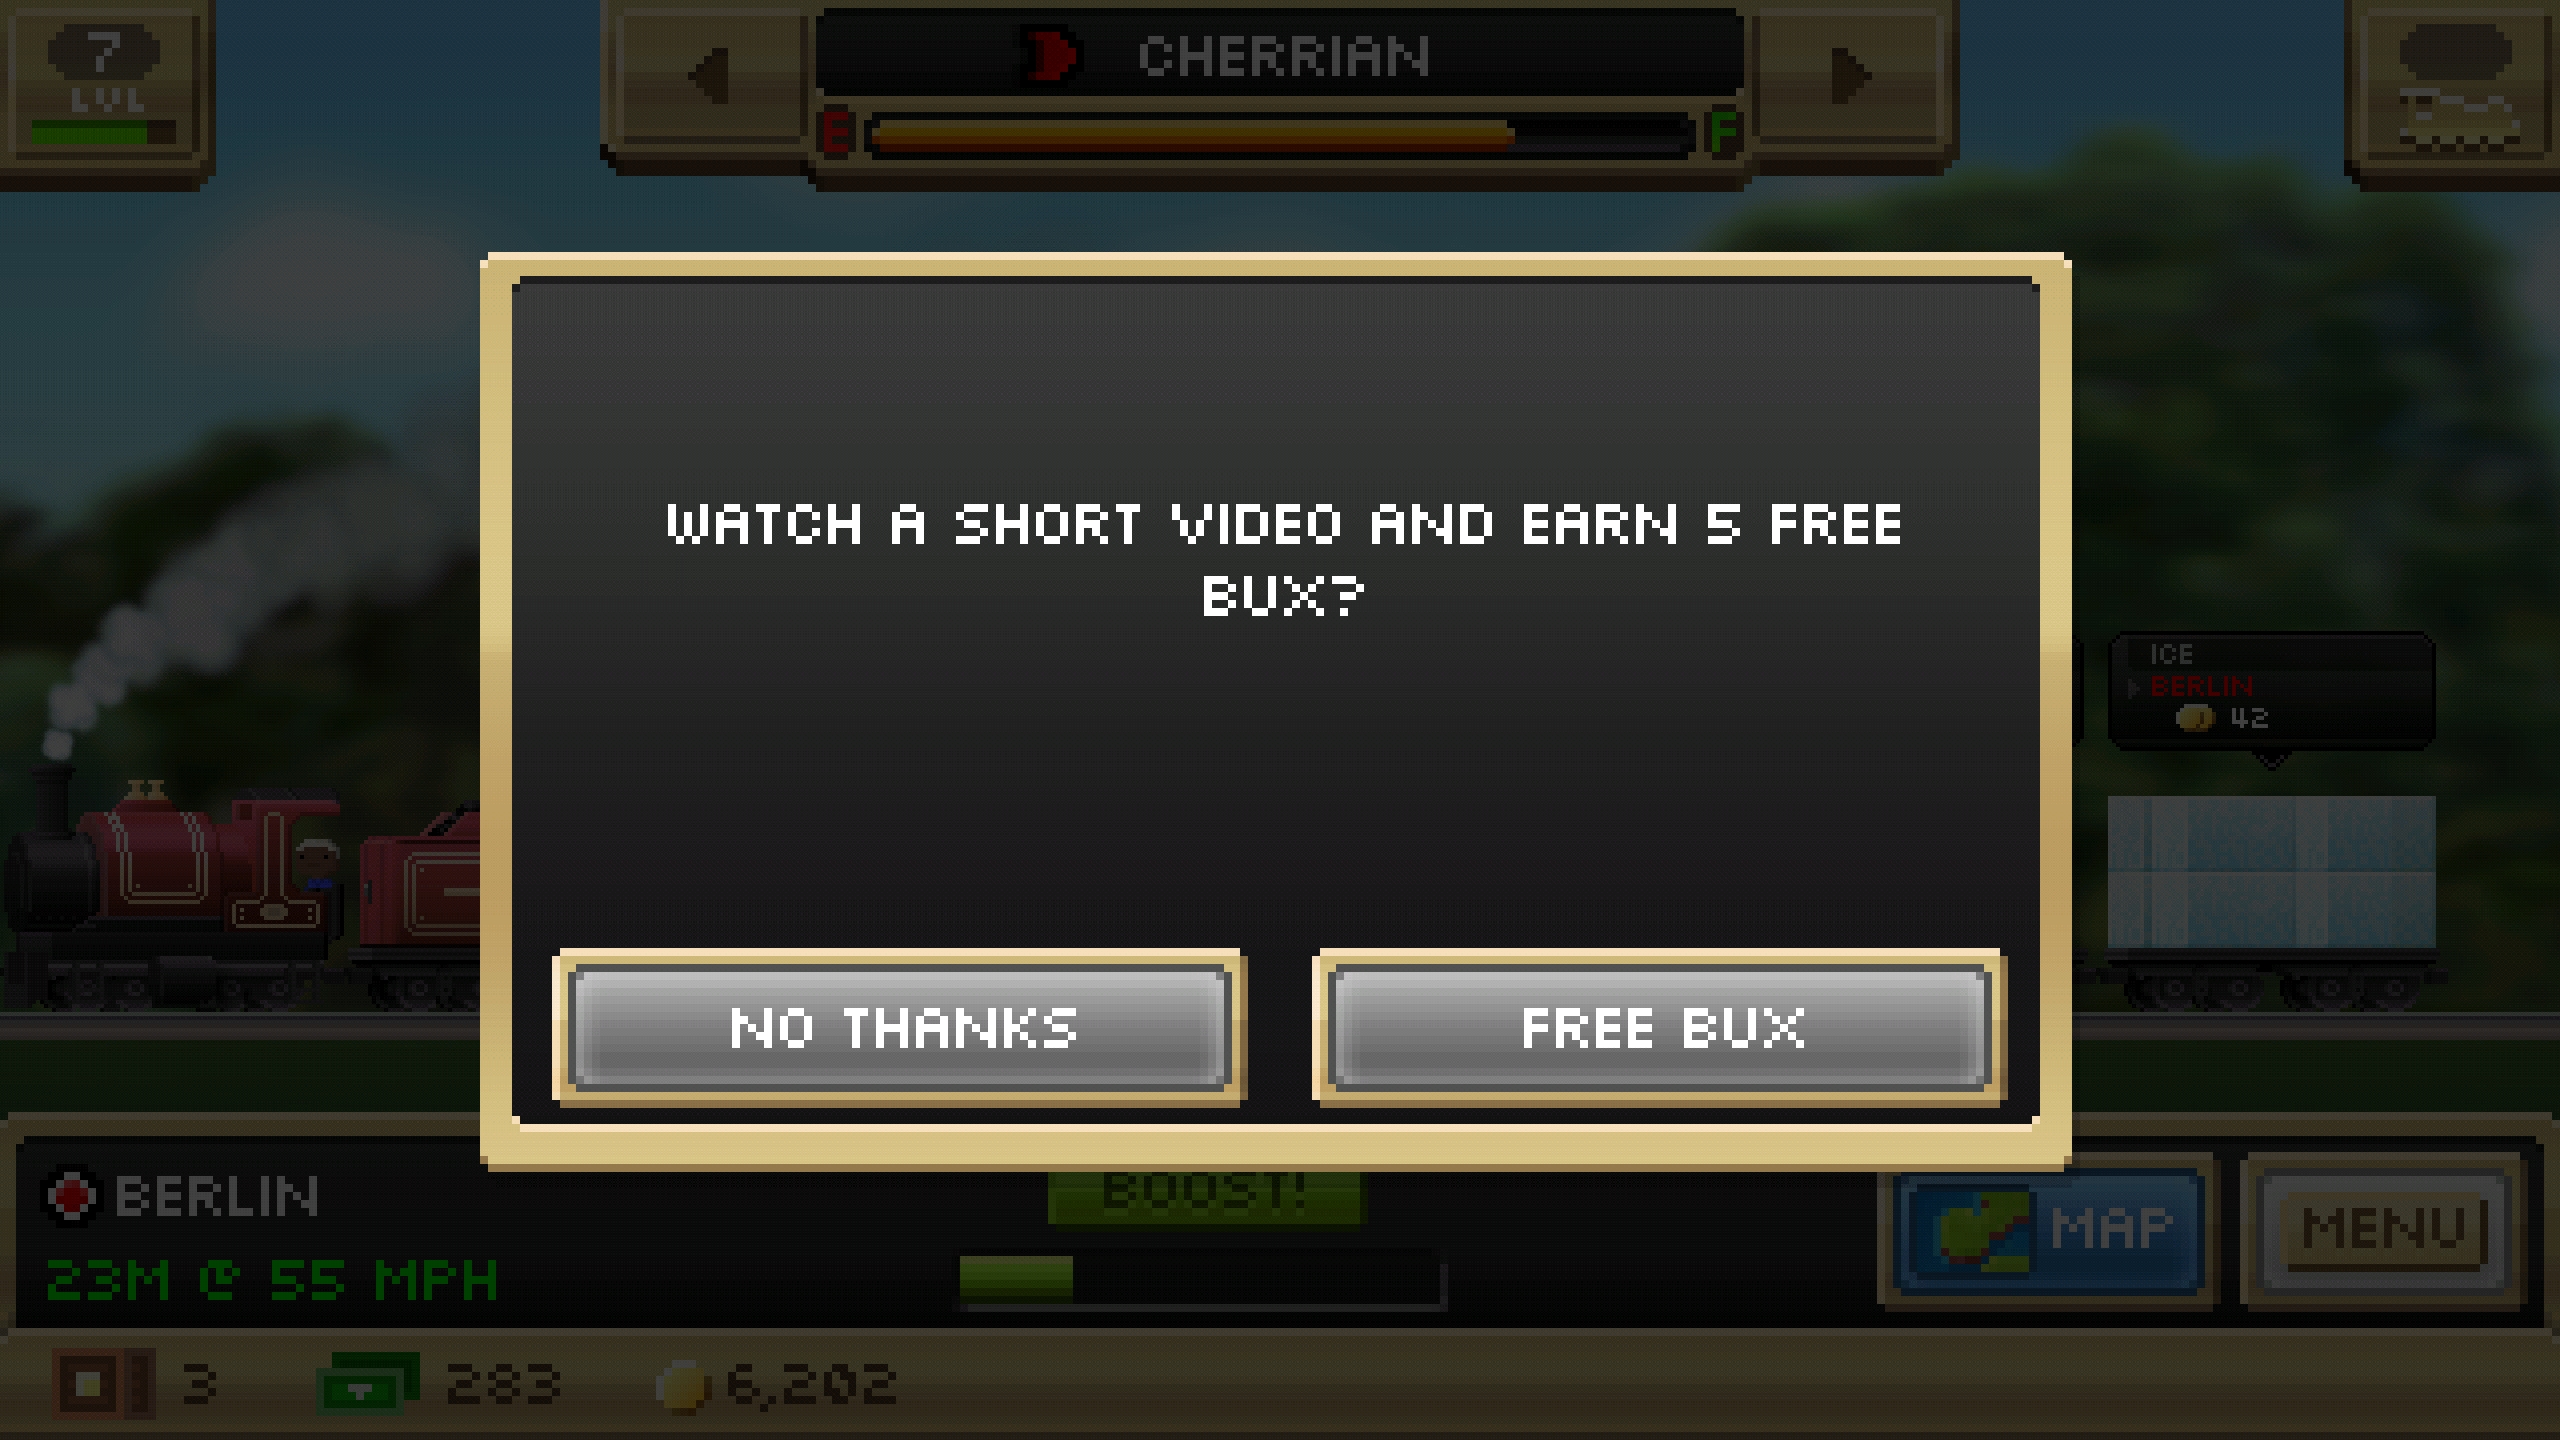 7
LVL
CHERRIAN
E F
WATCH A SHORT VIDEO AND EARN 5 FREE
BUX?
ICE
BERLIN
42
NO THANKS
FREE BUX
BERLIN
BOOST!
MAP
MENU
23M @ 55 MPH
3
283
6,202